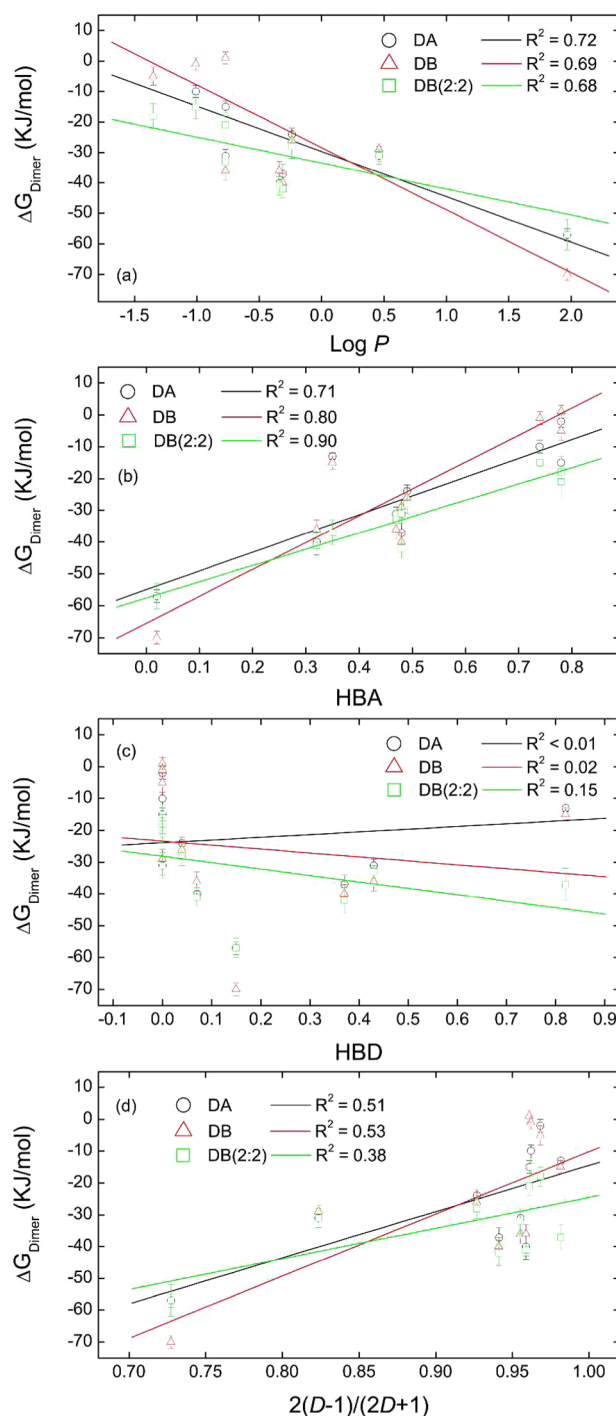 10
DA
R² = 0.72
0
DB
R² = 0.69
-10
DB(2:2)
R² = 0.68
-20
-30
-40
-50
-60
-70
ΔG_Dimer (KJ/mol)
(a)
-1.5 -1.0 -0.5 0.0 0.5 1.0 1.5 2.0
Log P
10
DA
R² = 0.71
0
DB
R² = 0.80
-10
DB(2:2)
R² = 0.90
-20
(b)
-30
-40
-50
-60
-70
ΔG_Dimer (KJ/mol)
0.0 0.1 0.2 0.3 0.4 0.5 0.6 0.7 0.8
HBA
(c)
10
DA
R² < 0.01
0
DB
R² = 0.02
-10
DB(2:2)
R² = 0.15
-20
-30
-40
-50
-60
-70
ΔG_Dimer (KJ/mol)
-0.1 0.0 0.1 0.2 0.3 0.4 0.5 0.6 0.7 0.8 0.9
HBD
(d)
10
DA
R² = 0.51
0
DB
R² = 0.53
-10
DB(2:2)
R² = 0.38
-20
-30
-40
-50
-60
-70
ΔG_Dimer (KJ/mol)
0.70 0.75 0.80 0.85 0.90 0.95 1.00
2(D-1)/(2D+1)